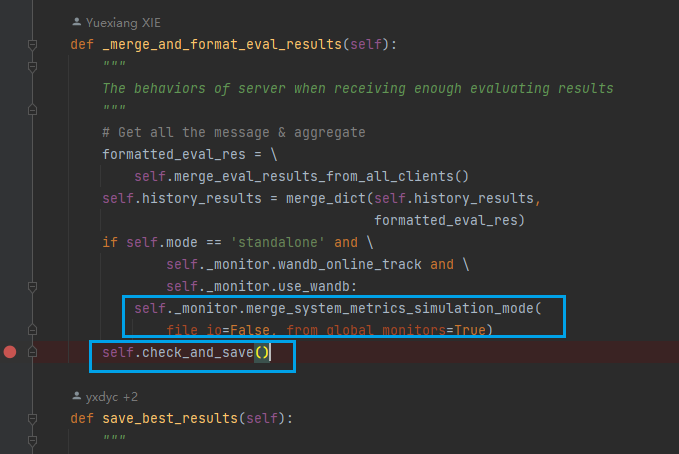 Yuexiang XIE
def _merge_and_format_eval_results(self):
"""
The behaviors of server when receiving enough evaluating results
"""
# Get all the message & aggregate
formatted_eval_res = \
self.merge_eval_results_from_all_clients()
self.history_results = merge_dict(self.history_results,
formatted_eval_res)
if self.mode == 'standalone' and \
self._monitor.wandb_online_track and \
self._monitor.use_wandb:
self._monitor.merge_system_metrics_simulation_mode(
file_io=False, from_global_monitors=True)
self.check_and_save()
yxdyc +2
def save_best_results(self):
"""